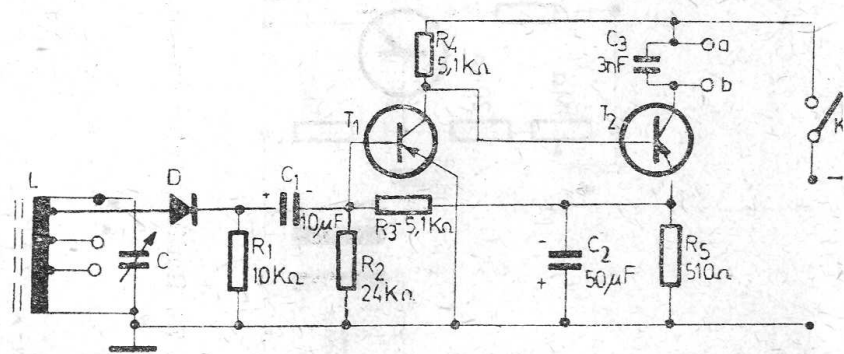 R4
5,1KΩ
C3
3nF
a
b
T1
T2
K
L
D
C1
+
-
10µF
R3-5,1KΩ
C
R1
10KΩ
R2
24KΩ
-
C2
+
50µF
R5
510Ω
-